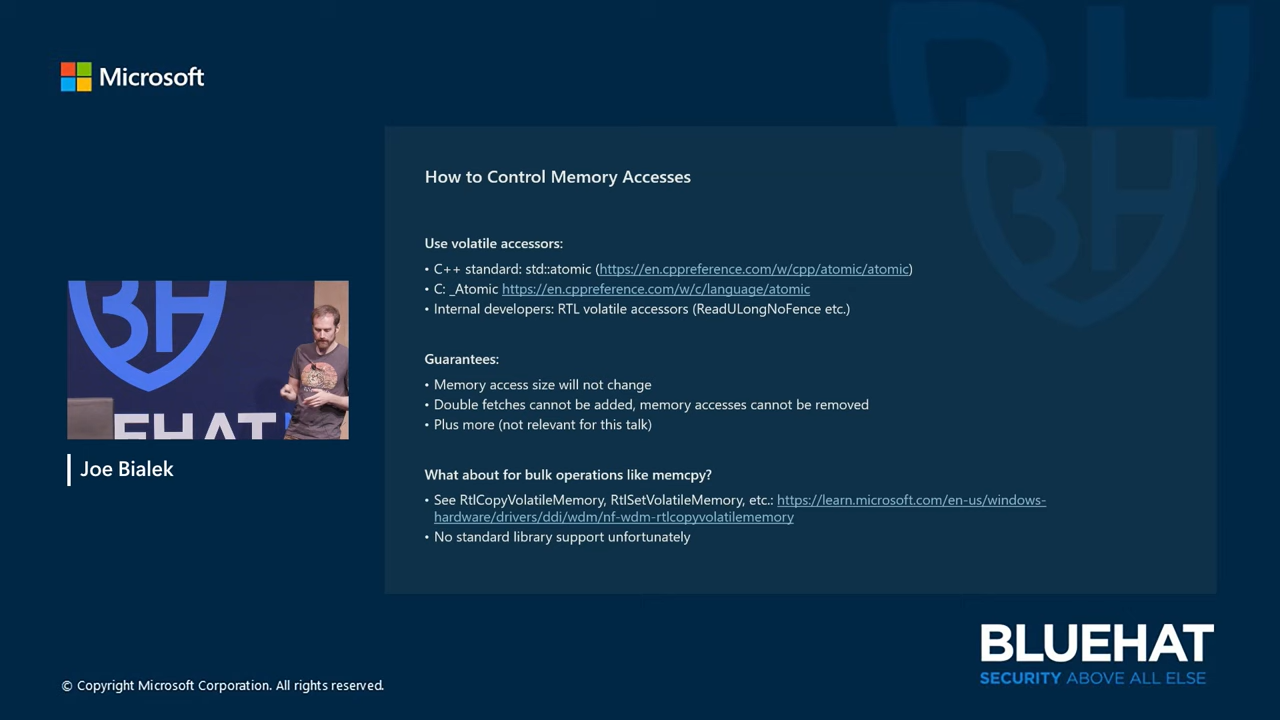 Microsoft
How to Control Memory Accesses
Use volatile accessors:
• C++ standard: std::atomic (https://en.cppreference.com/w/cpp/atomic/atomic)
• C: _Atomic https://en.cppreference.com/w/c/language/atomic
• Internal developers: RTL volatile accessors (ReadULongNoFence etc.)
Guarantees:
• Memory access size will not change
• Double fetches cannot be added, memory accesses cannot be removed
• Plus more (not relevant for this talk)
What about for bulk operations like memcpy?
• See RtlCopyVolatileMemory, RtlSetVolatileMemory, etc.: https://learn.microsoft.com/en-us/windows-
hardware/drivers/ddi/wdm/nf-wdm-rtlcopyvolatilememory
• No standard library support unfortunately
BH
EHAT
Joe Bialek
BLUEHAT
SECURITY ABOVE ALL ELSE
© Copyright Microsoft Corporation. All rights reserved.